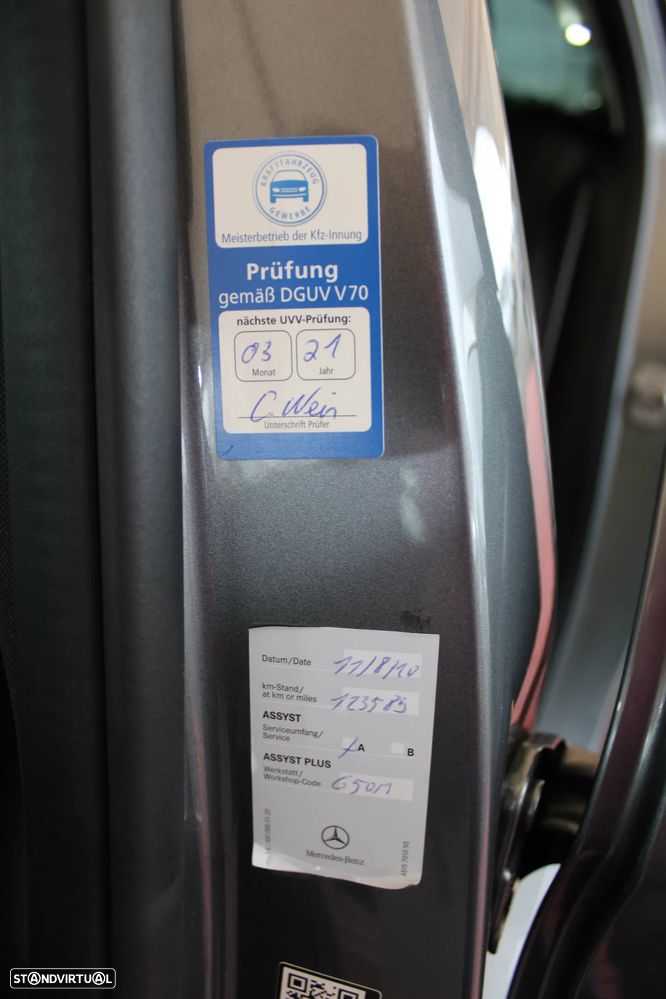 KRAFTFAHRZEUG
GEWERBE
Meisterbetrieb der Kfz-Innung
Prüfung
gemäß DGUV V70
nächste UVV-Prüfung:
03 21
Monat Jahr
C. Wein
Unterschrift Prüfer
Datum/Date 11/8/20
km-Stand/
at km or miles 123585
ASSYST
Serviceumfang/
Service A B
ASSYST PLUS
Werkstatt/
Workshop-Code 650M
Mercedes-Benz
STANDVIRTUAL